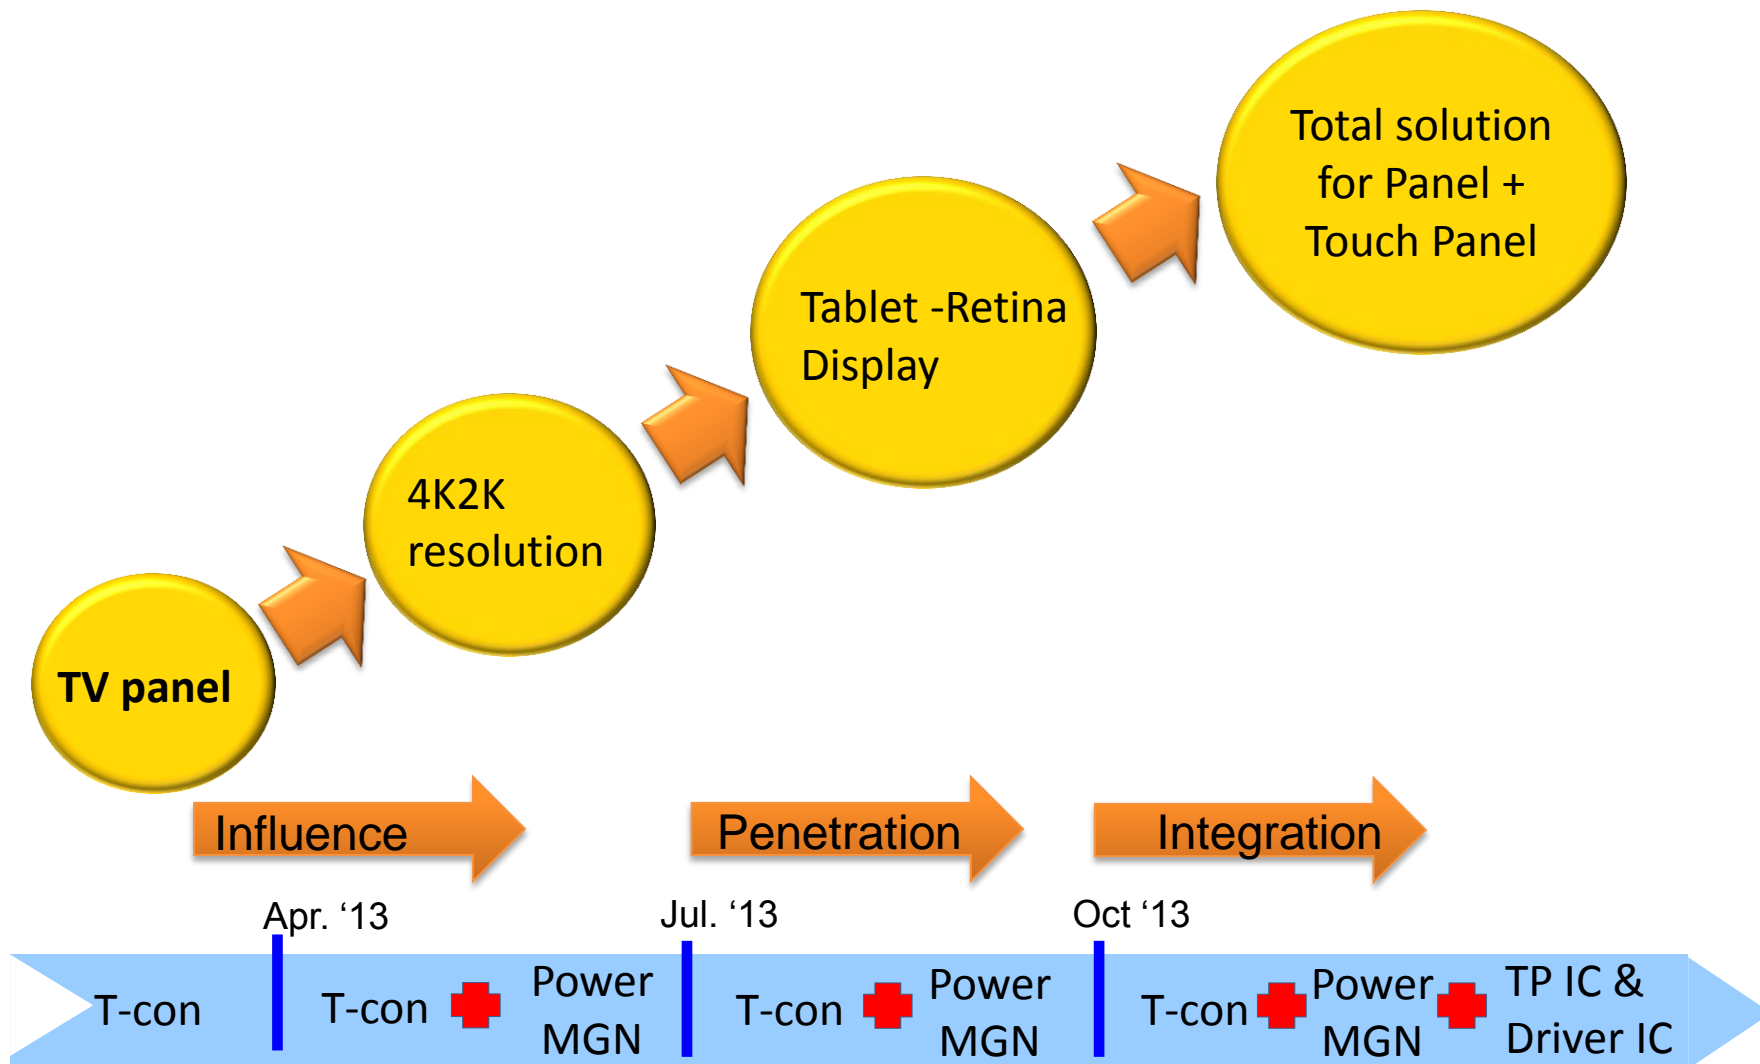 Total solution
for Panel +
Touch Panel
Tablet -Retina
Display
4K2K
resolution
TV panel
Influence
Penetration
Integration
Apr. ‘13
Jul. ‘13
Oct ‘13
T-con
T-con
Power
MGN
T-con
Power
MGN
T-con
Power
MGN
TP IC &
Driver IC